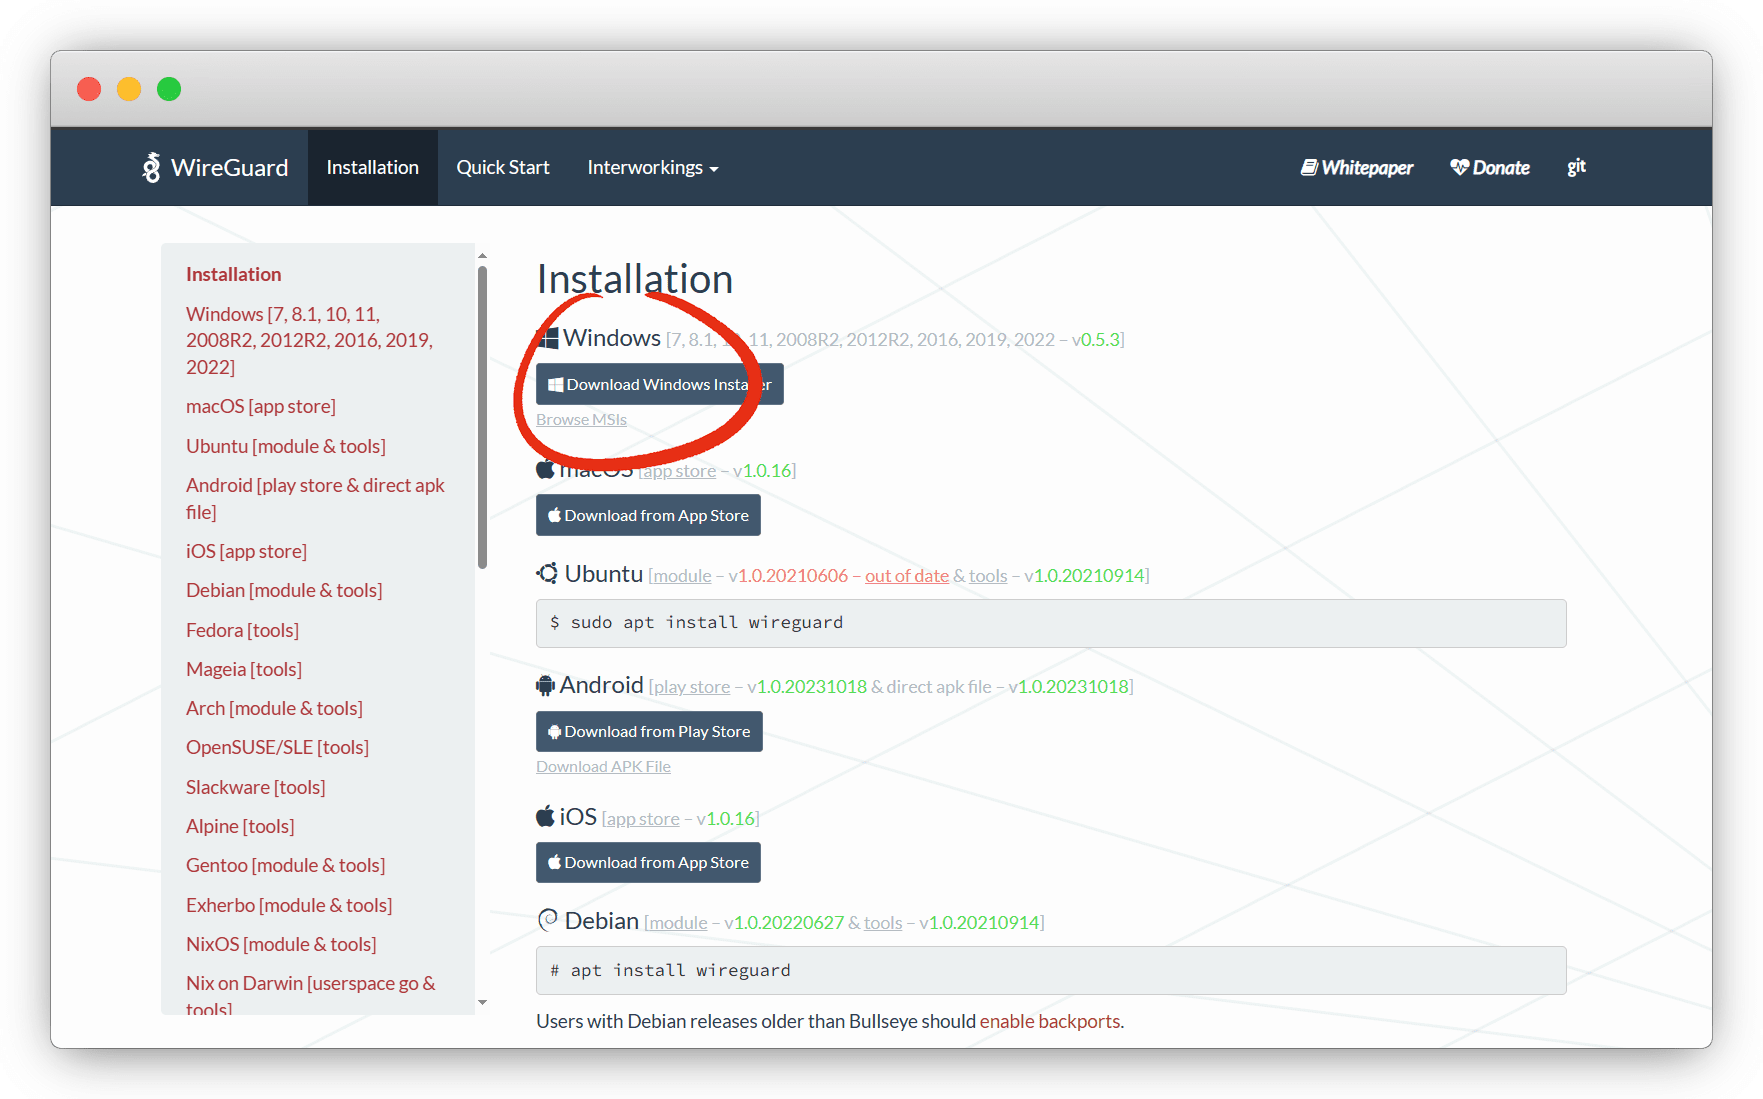 WireGuard
Installation
Quick Start
Interworkings
Whitepaper
Donate
git
Installation
Windows [7, 8.1, 10, 11,
2008R2, 2012R2, 2016, 2019,
2022]
macOS [app store]
Ubuntu [module & tools]
Android [play store & direct apk
file]
iOS [app store]
Debian [module & tools]
Fedora [tools]
Mageia [tools]
Arch [module & tools]
OpenSUSE/SLE [tools]
Slackware [tools]
Alpine [tools]
Gentoo [module & tools]
Exherbo [module & tools]
NixOS [module & tools]
Nix on Darwin [userspace go &
tools]
Installation
Windows [7, 8.1, 10, 11, 2008R2, 2012R2, 2016, 2019, 2022 – v0.5.3]
Download Windows Installer
Browse MSIs
macOS [app store – v1.0.16]
Download from App Store
Ubuntu [module – v1.0.20210606 – out of date & tools – v1.0.20210914]
$ sudo apt install wireguard
Android [play store – v1.0.20231018 & direct apk file – v1.0.20231018]
Download from Play Store
Download APK File
iOS [app store – v1.0.16]
Download from App Store
Debian [module – v1.0.20220627 & tools – v1.0.20210914]
# apt install wireguard
Users with Debian releases older than Bullseye should enable backports.